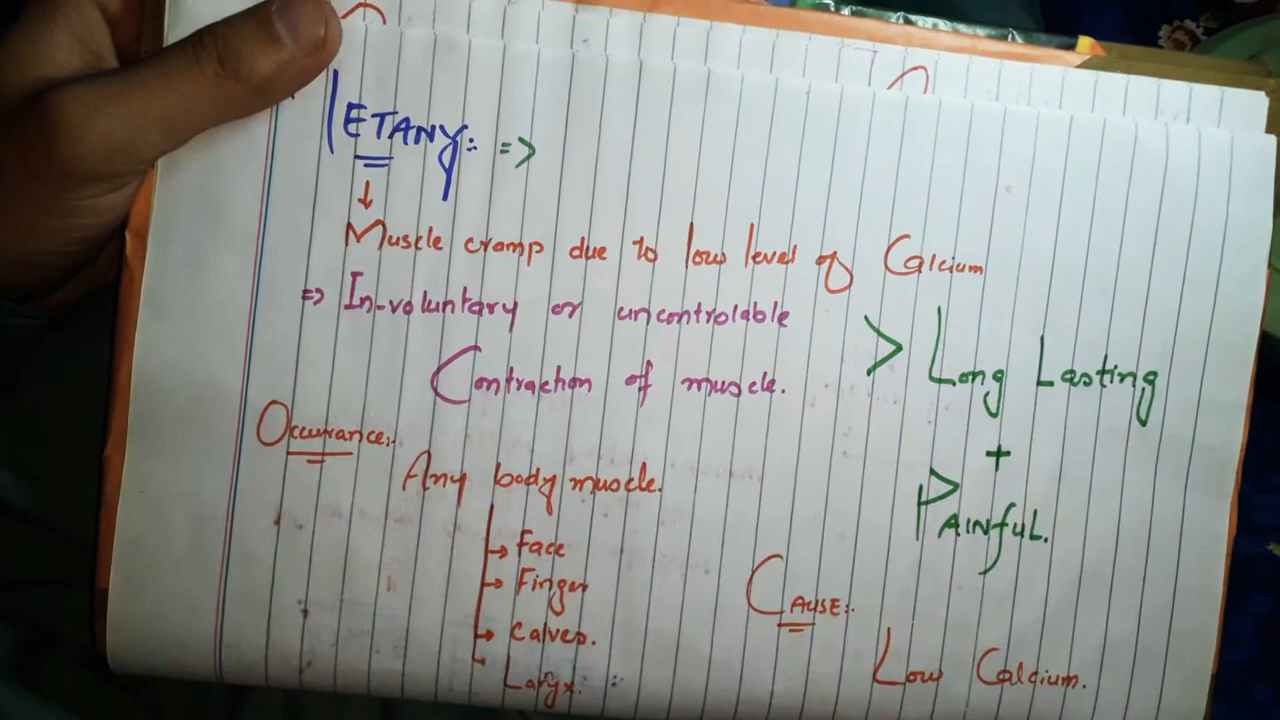 TETANY:- =>
↓
Muscle cramp due to low level of Calcium
=> In-voluntary or uncontrolable
Contraction of muscle.
> Long Lasting
+
PAINfUL.
Occurance:-
Any body muscle.
→ Face
→ Finger
→ Calves.
Laryx.
CAUSE:-
Low Calcium.